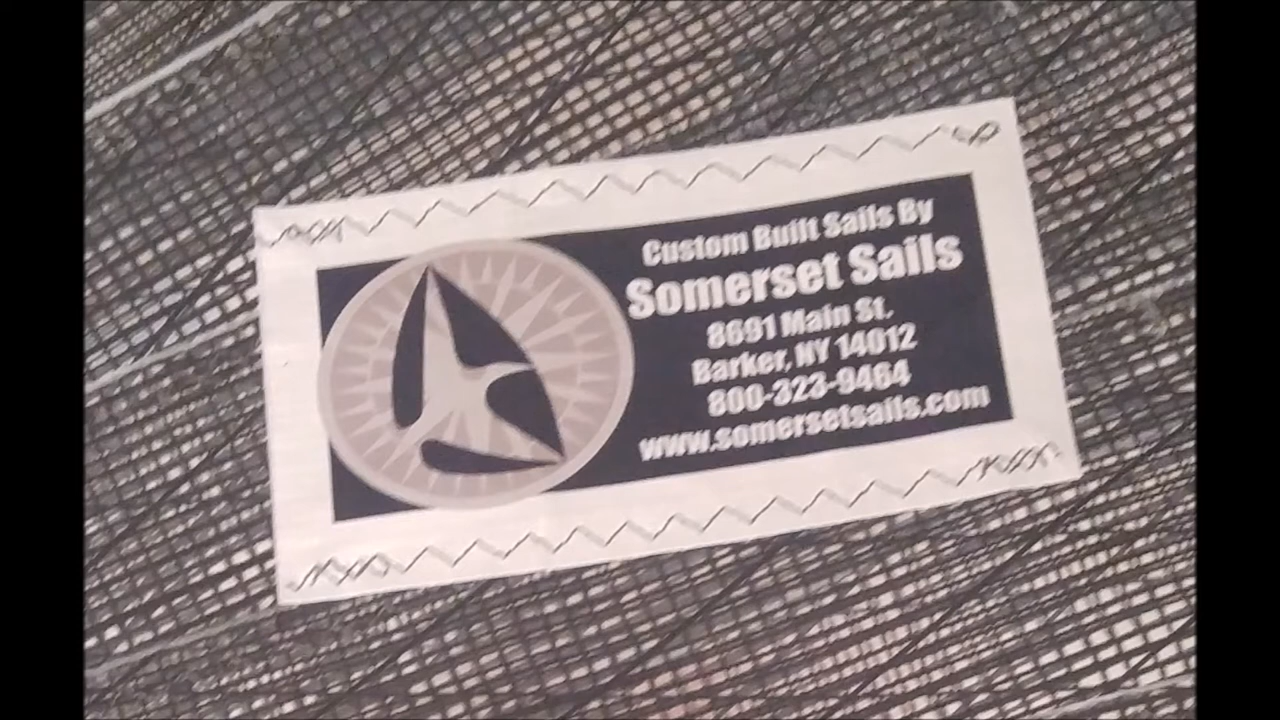 Custom Built Sails By
Somerset Sails
8691 Main St.
Barker, NY 14012
800-323-9464
www.somersetsails.com